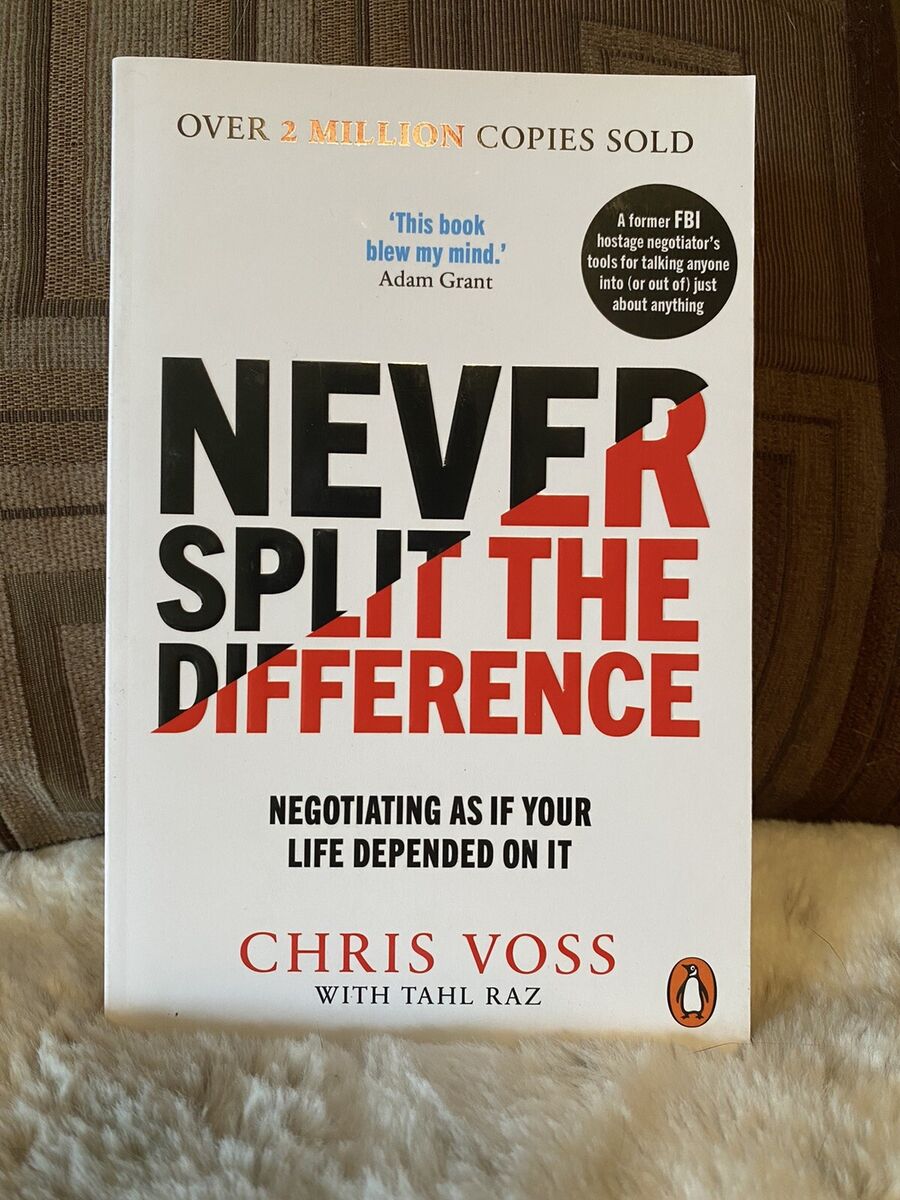 OVER 2 MILLION COPIES SOLD
‘This book
blew my mind.’
Adam Grant
A former FBI
hostage negotiator’s
tools for talking anyone
into (or out of) just
about anything
NEVER
SPLIT THE
DIFFERENCE
NEGOTIATING AS IF YOUR
LIFE DEPENDED ON IT
CHRIS VOSS
WITH TAHL RAZ